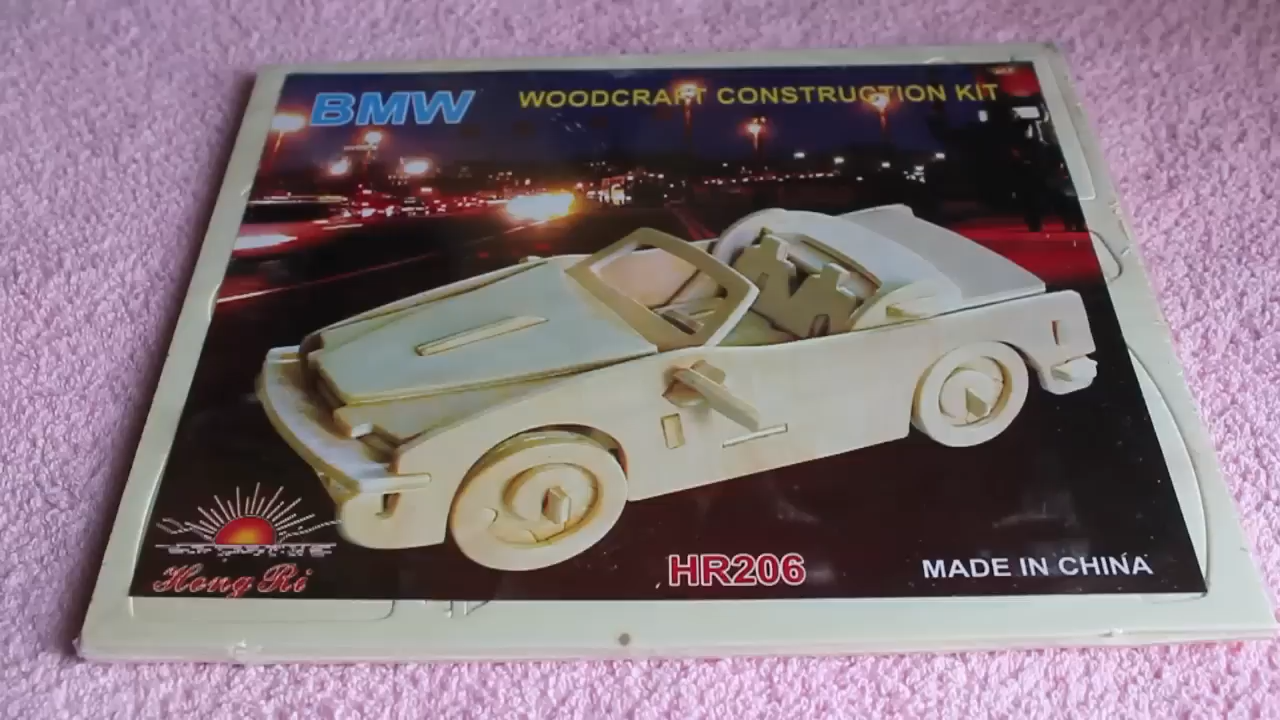 BMW
WOODCRAFT CONSTRUCTION KIT
Hong Ri
HR206
MADE IN CHINA